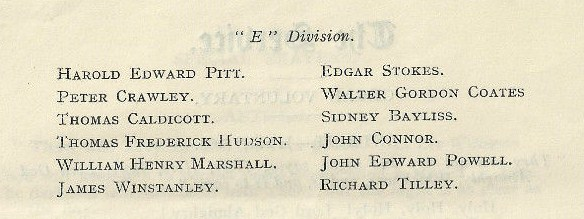 "E" Division.
HAROLD EDWARD PITT.
PETER CRAWLEY.
THOMAS CALDICOTT.
THOMAS FREDERICK HUDSON.
WILLIAM HENRY MARSHALL.
JAMES WINSTANLEY.
EDGAR STOKES.
WALTER GORDON COATES
SIDNEY BAYLISS.
JOHN CONNOR.
JOHN EDWARD POWELL.
RICHARD TILLEY.